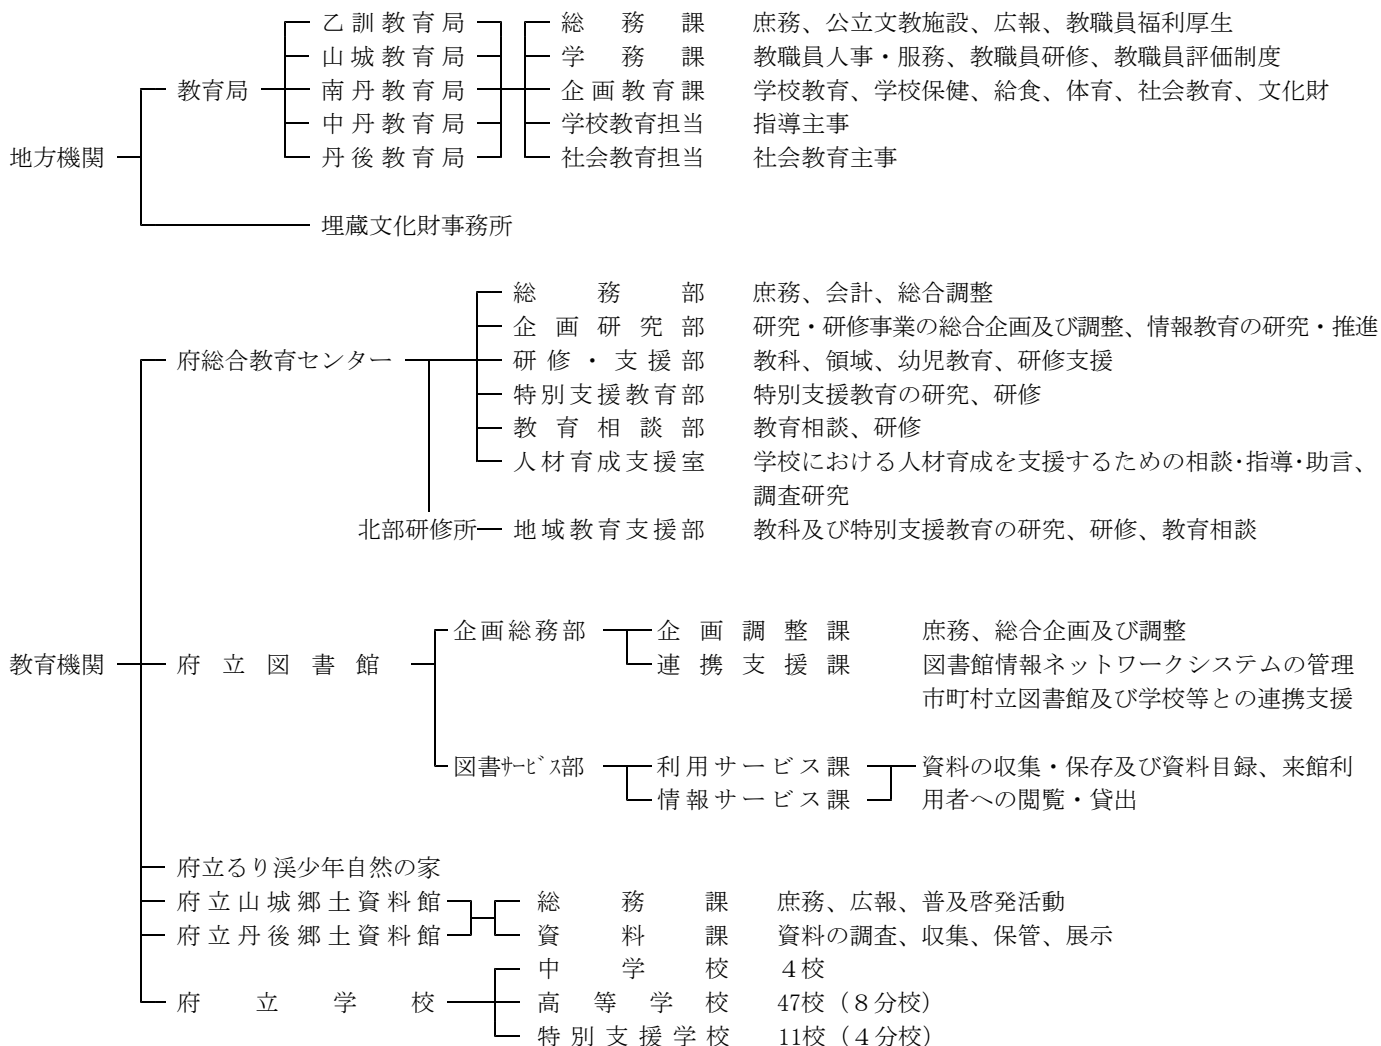 乙訓教育局 総務課 庶務、公立文教施設、広報、教職員福利厚生
山城教育局 学務課 教職員人事・服務、教職員研修、教職員評価制度
教育局 南丹教育局 企画教育課 学校教育、学校保健、給食、体育、社会教育、文化財
中丹教育局 学校教育担当 指導主事
地方機関 丹後教育局 社会教育担当 社会教育主事
埋蔵文化財事務所
総務部 庶務、会計、総合調整
企画研究部 研究・研修事業の総合企画及び調整、情報教育の研究・推進
府総合教育センター 研修・支援部 教科、領域、幼児教育、研修支援
特別支援教育部 特別支援教育の研究、研修
教育相談部 教育相談、研修
人材育成支援室 学校における人材育成を支援するための相談・指導・助言、
調査研究
北部研修所 地域教育支援部 教科及び特別支援教育の研究、研修、教育相談
企画総務部 企画調整課 庶務、総合企画及び調整
教育機関 府立図書館 連携支援課 図書館情報ネットワークシステムの管理
市町村立図書館及び学校等との連携支援
図書ｻｰﾋﾞｽ部 利用サービス課 資料の収集・保存及び資料目録、来館利
情報サービス課 用者への閲覧・貸出
府立るり渓少年自然の家
府立山城郷土資料館 総務課 庶務、広報、普及啓発活動
府立丹後郷土資料館 資料課 資料の調査、収集、保管、展示
中学校 4校
府立学校 高等学校 47校（８分校）
特別支援学校 11校（４分校）